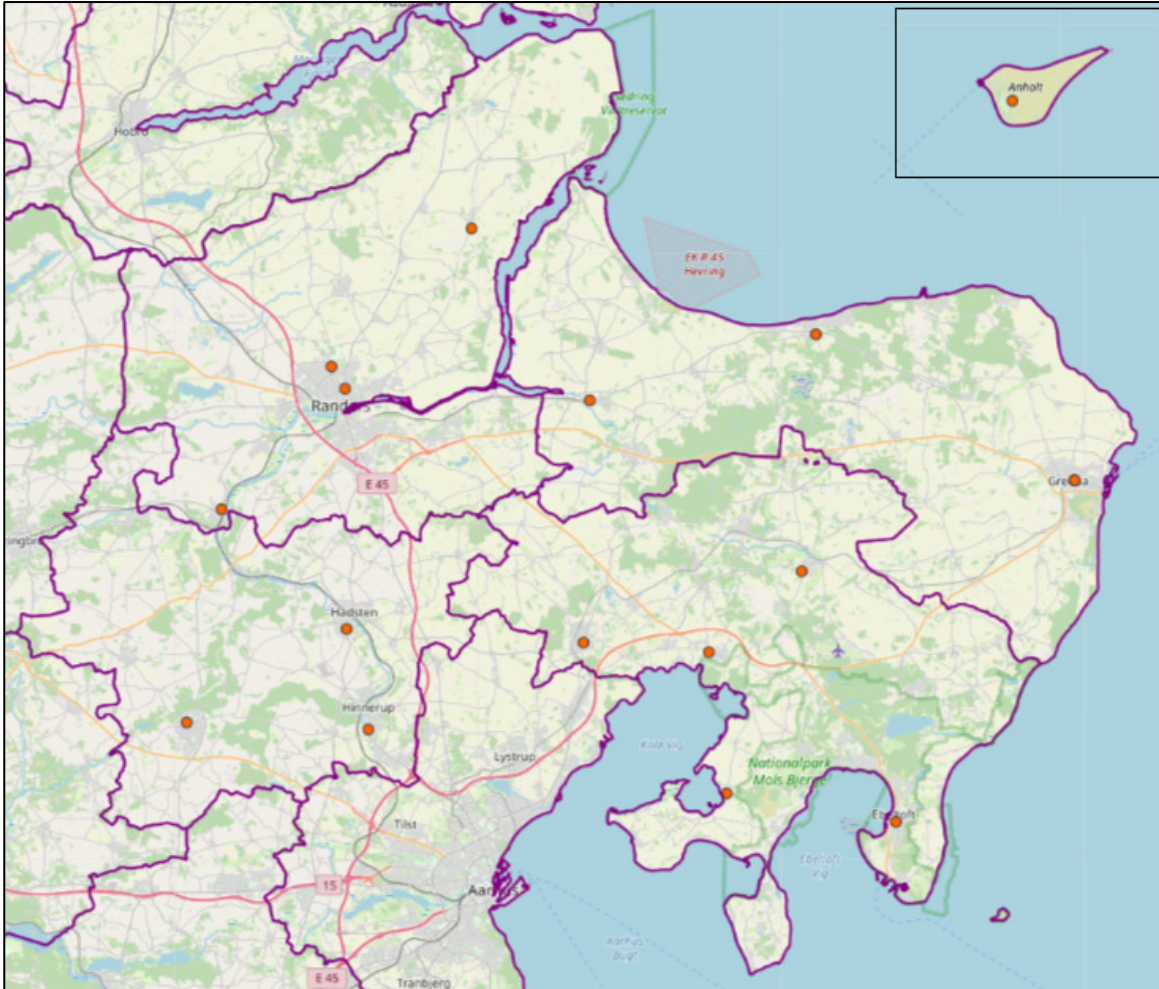 Hobro
Anholt
EK R 45
Hevring
Randers
E 45
Hadsten
Hinnerup
Lystrup
Kalø Vig
Nationalpark
Mols Bjerge
Tilst
Ebeltoft
Ebeltoft
Vig
15
Aarhus
Aarhus
Bugt
E 45
Tranbjerg